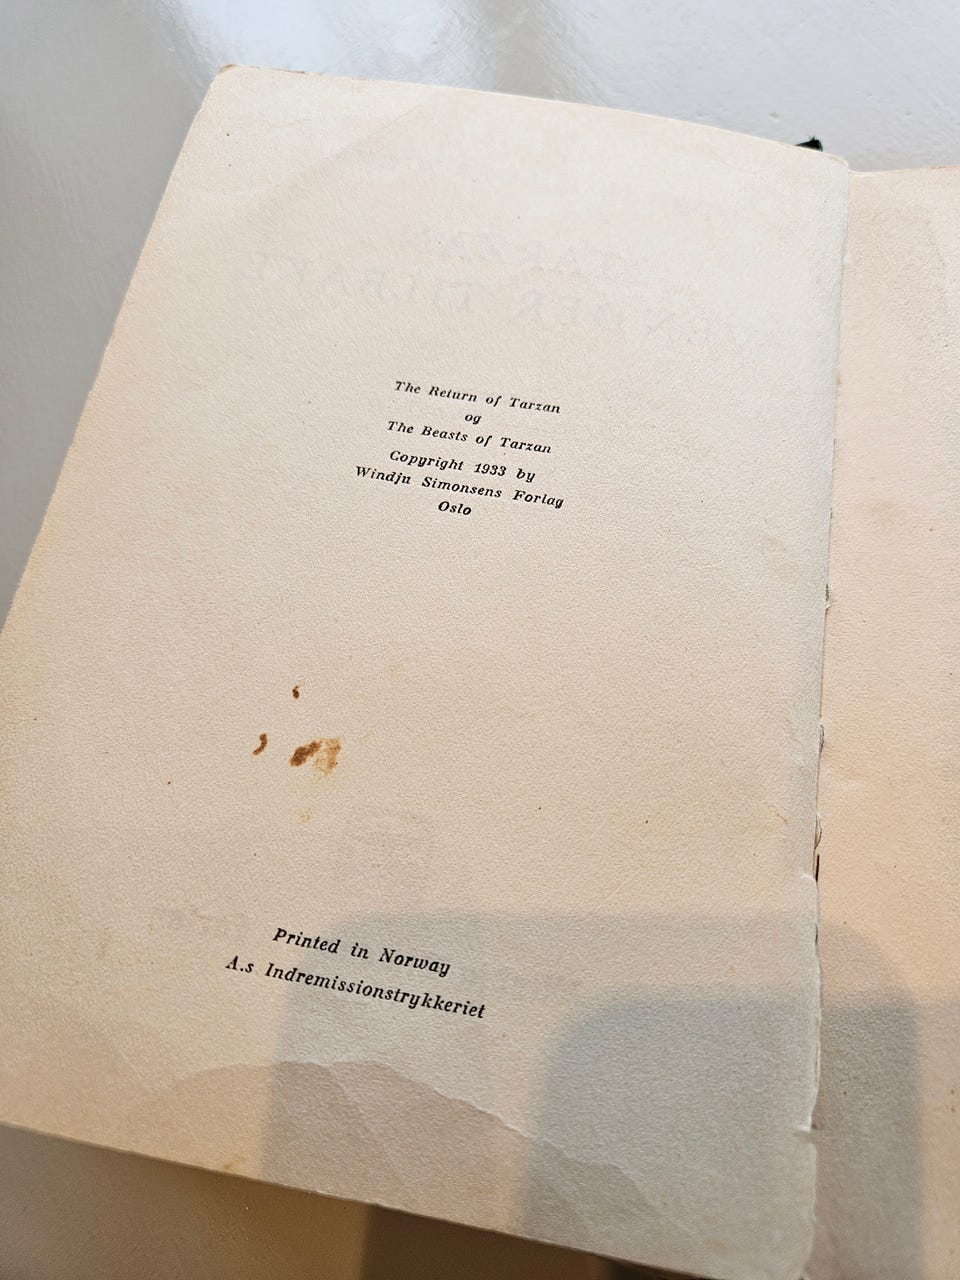 The Return of Tarzan
og
The Beasts of Tarzan
Copyright 1933 by
Windju Simonsens Forlag
Oslo
Printed in Norway
A.s Indremissionstrykkeriet